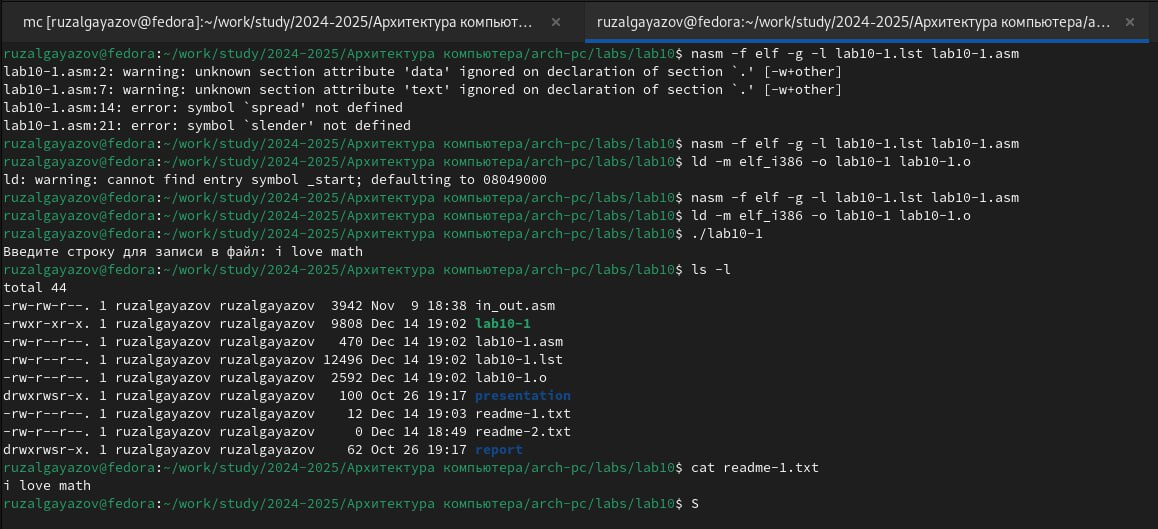 mc [ruzalgayazov@fedora]:~/work/study/2024-2025/Архитектура компьют... ×
ruzalgayazov@fedora:~/work/study/2024-2025/Архитектура компьютера/a... ×
ruzalgayazov@fedora:~/work/study/2024-2025/Архитектура компьютера/arch-pc/labs/lab10$ nasm -f elf -g -l lab10-1.lst lab10-1.asm
lab10-1.asm:2: warning: unknown section attribute 'data' ignored on declaration of section `.' [-w+other]
lab10-1.asm:7: warning: unknown section attribute 'text' ignored on declaration of section `.' [-w+other]
lab10-1.asm:14: error: symbol `spread' not defined
lab10-1.asm:21: error: symbol `slender' not defined
ruzalgayazov@fedora:~/work/study/2024-2025/Архитектура компьютера/arch-pc/labs/lab10$ nasm -f elf -g -l lab10-1.lst lab10-1.asm
ruzalgayazov@fedora:~/work/study/2024-2025/Архитектура компьютера/arch-pc/labs/lab10$ ld -m elf_i386 -o lab10-1 lab10-1.o
ld: warning: cannot find entry symbol _start; defaulting to 08049000
ruzalgayazov@fedora:~/work/study/2024-2025/Архитектура компьютера/arch-pc/labs/lab10$ nasm -f elf -g -l lab10-1.lst lab10-1.asm
ruzalgayazov@fedora:~/work/study/2024-2025/Архитектура компьютера/arch-pc/labs/lab10$ ld -m elf_i386 -o lab10-1 lab10-1.o
ruzalgayazov@fedora:~/work/study/2024-2025/Архитектура компьютера/arch-pc/labs/lab10$ ./lab10-1
Введите строку для записи в файл: i love math
ruzalgayazov@fedora:~/work/study/2024-2025/Архитектура компьютера/arch-pc/labs/lab10$ ls -l
total 44
-rw-rw-r--. 1 ruzalgayazov ruzalgayazov  3942 Nov  9 18:38 in_out.asm
-rwxr-xr-x. 1 ruzalgayazov ruzalgayazov  9808 Dec 14 19:02 lab10-1
-rw-r--r--. 1 ruzalgayazov ruzalgayazov   470 Dec 14 19:02 lab10-1.asm
-rw-r--r--. 1 ruzalgayazov ruzalgayazov 12496 Dec 14 19:02 lab10-1.lst
-rw-r--r--. 1 ruzalgayazov ruzalgayazov  2592 Dec 14 19:02 lab10-1.o
drwxrwsr-x. 1 ruzalgayazov ruzalgayazov   100 Oct 26 19:17 presentation
-rw-r--r--. 1 ruzalgayazov ruzalgayazov    12 Dec 14 19:03 readme-1.txt
-rw-r--r--. 1 ruzalgayazov ruzalgayazov     0 Dec 14 18:49 readme-2.txt
drwxrwsr-x. 1 ruzalgayazov ruzalgayazov    62 Oct 26 19:17 report
ruzalgayazov@fedora:~/work/study/2024-2025/Архитектура компьютера/arch-pc/labs/lab10$ cat readme-1.txt
i love math
ruzalgayazov@fedora:~/work/study/2024-2025/Архитектура компьютера/arch-pc/labs/lab10$ S